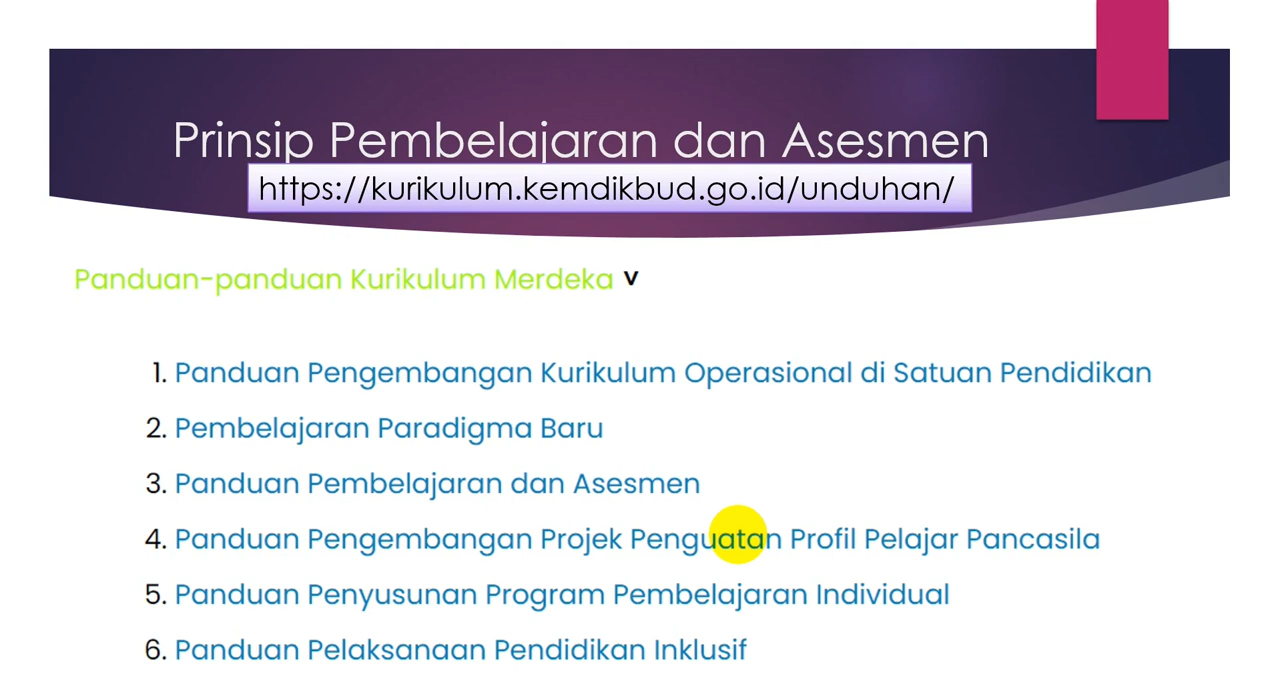 Prinsip Pembelajaran dan Asesmen
https://kurikulum.kemdikbud.go.id/unduhan/
Panduan-panduan Kurikulum Merdeka v
1. Panduan Pengembangan Kurikulum Operasional di Satuan Pendidikan
2. Pembelajaran Paradigma Baru
3. Panduan Pembelajaran dan Asesmen
4. Panduan Pengembangan Projek Penguatan Profil Pelajar Pancasila
5. Panduan Penyusunan Program Pembelajaran Individual
6. Panduan Pelaksanaan Pendidikan Inklusif